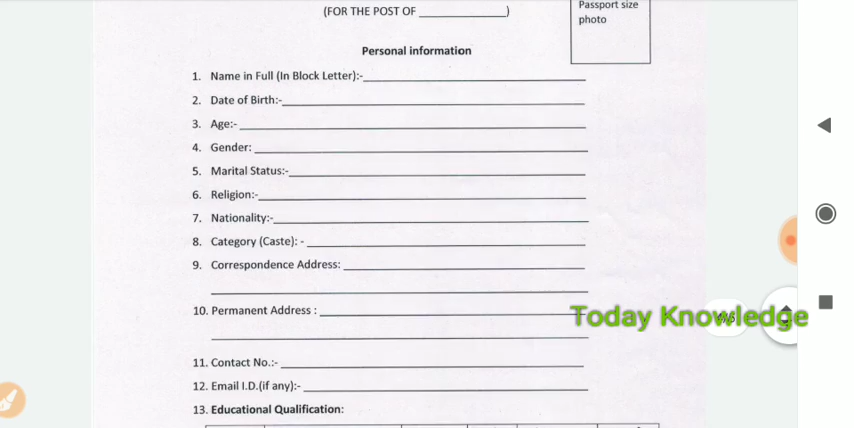 (FOR THE POST OF ______________)
Passport size
photo
Personal information
1. Name in Full (In Block Letter):-
2. Date of Birth:-
3. Age:-
4. Gender:
5. Marital Status:-
6. Religion:-
7. Nationality:-
8. Category (Caste): -
9. Correspondence Address:
10. Permanent Address :
Today Knowledge
11. Contact No.:-
12. Email I.D.(if any):-
13. Educational Qualification: